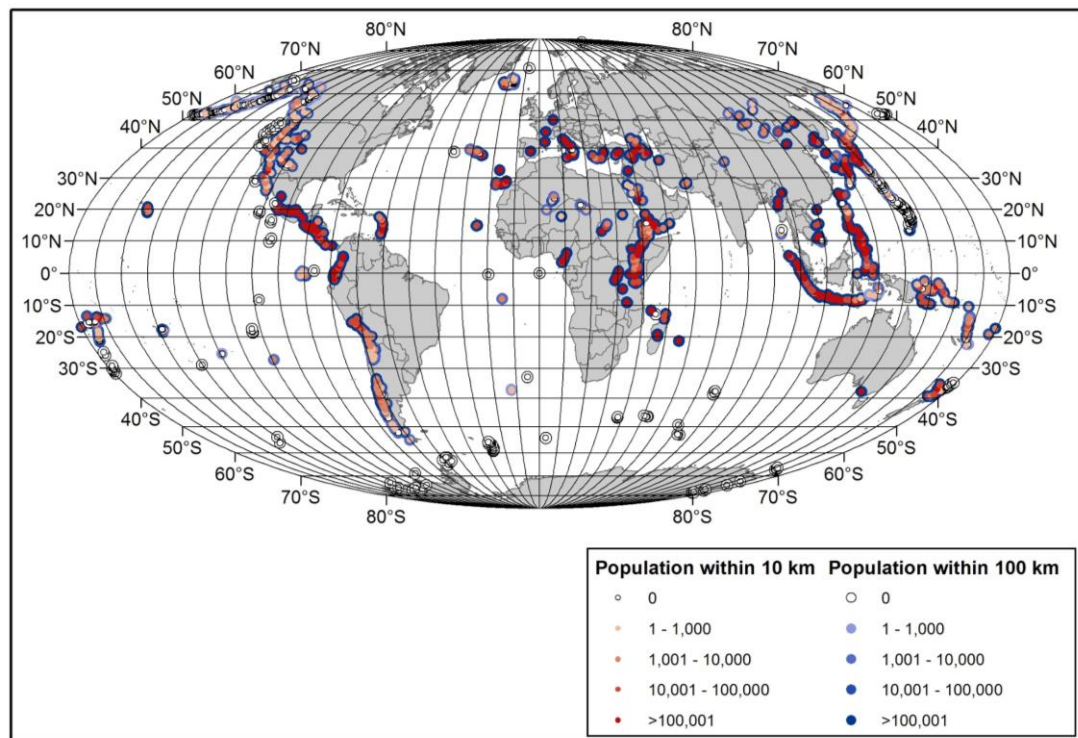 80°N 80°N
70°N 70°N
60°N 60°N
50°N 50°N
40°N 40°N
30°N 30°N
20°N 20°N
10°N 10°N
0° 0°
10°S 10°S
20°S 20°S
30°S 30°S
40°S 40°S
50°S 50°S
60°S 60°S
70°S 70°S
80°S 80°S
Population within 10 km Population within 100 km
0 0
1 - 1,000 1 - 1,000
1,001 - 10,000 1,001 - 10,000
10,001 - 100,000 10,001 - 100,000
>100,001 >100,001